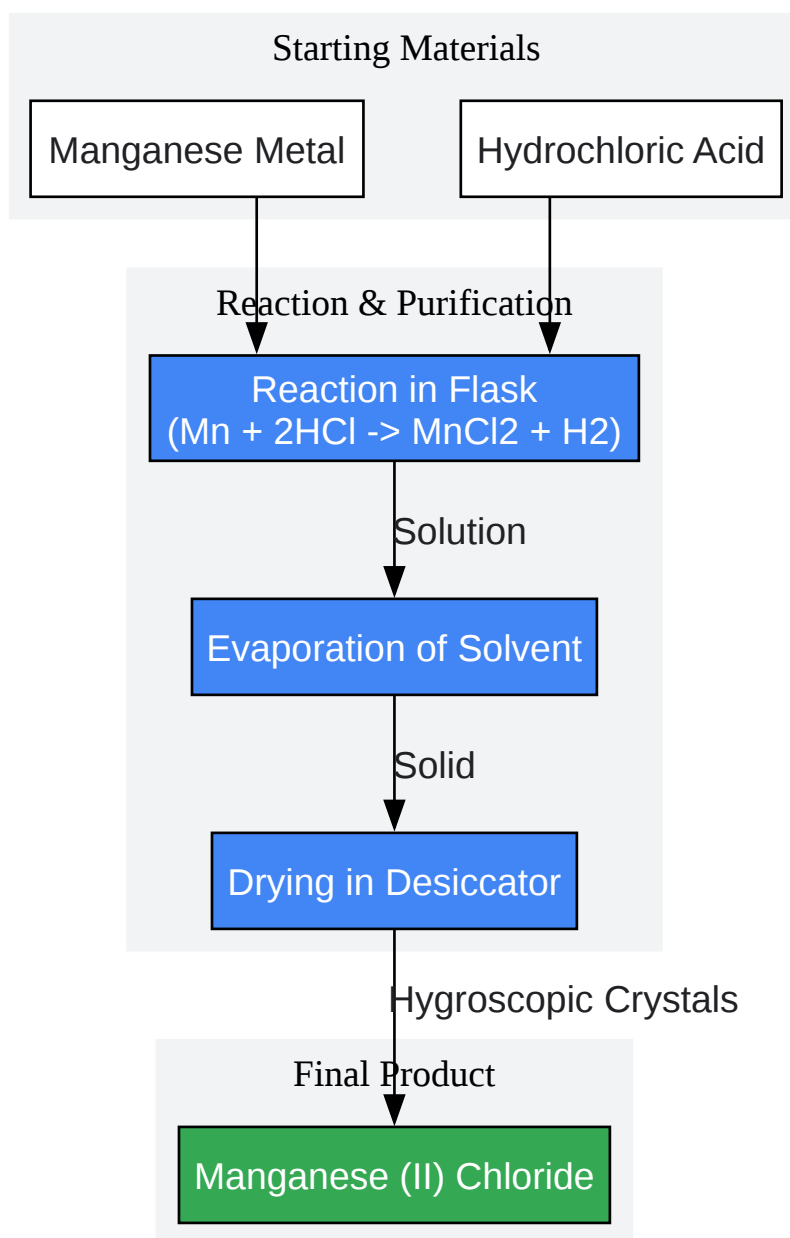 Starting Materials
Manganese Metal
Hydrochloric Acid
Reaction & Purification
Reaction in Flask
(Mn + 2HCl -> MnCl2 + H2)
Solution
Evaporation of Solvent
Solid
Drying in Desiccator
Hygroscopic Crystals
Final Product
Manganese (II) Chloride